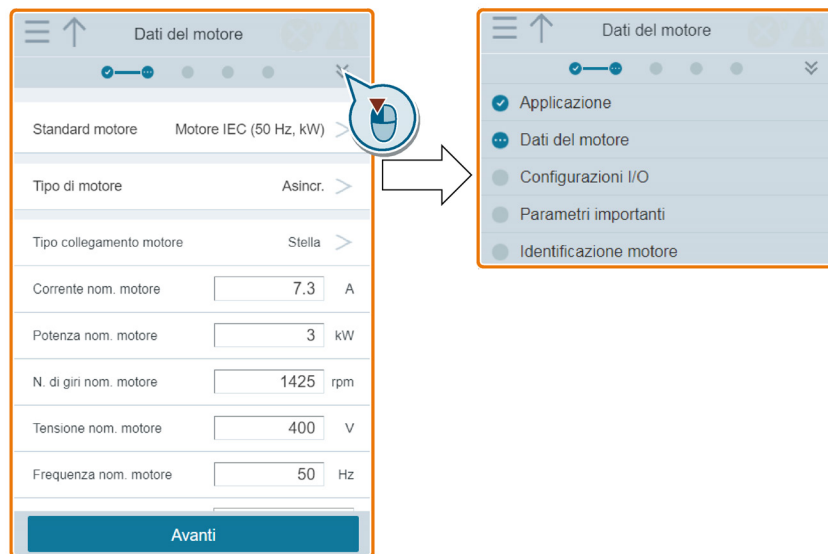 Dati del motore
Standard motore Motore IEC (50 Hz, kW)
Tipo di motore Asincr.
Tipo collegamento motore Stella
Corrente nom. motore 7.3 A
Potenza nom. motore 3 kW
N. di giri nom. motore 1425 rpm
Tensione nom. motore 400 V
Frequenza nom. motore 50 Hz
Avanti
Dati del motore
Applicazione
Dati del motore
Configurazioni I/O
Parametri importanti
Identificazione motore